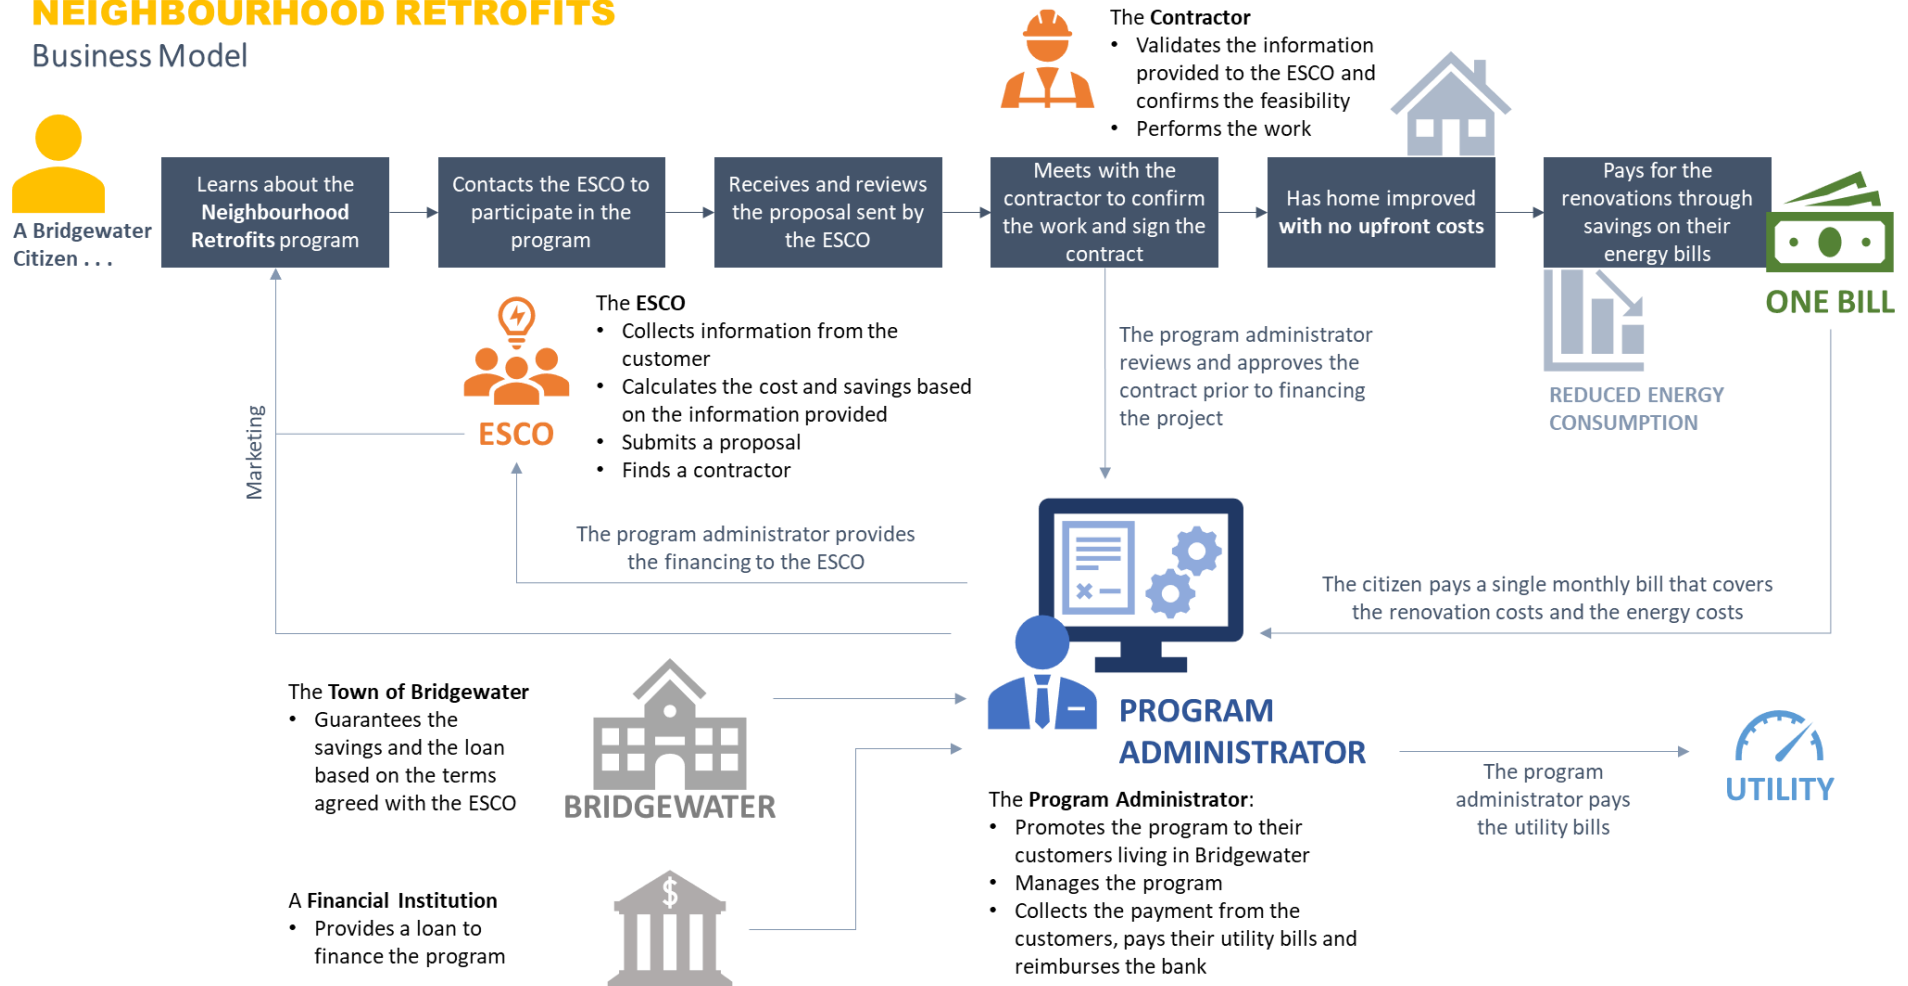 NEIGHBOURHOOD RETROFITS
Business Model
The Contractor
• Validates the information
provided to the ESCO and
confirms the feasibility
• Performs the work
A Bridgewater
Citizen . . .
Learns about the
Neighbourhood
Retrofits program
Contacts the ESCO to
participate in the
program
Receives and reviews
the proposal sent by
the ESCO
Meets with the
contractor to confirm
the work and sign the
contract
Has home improved
with no upfront costs
Pays for the
renovations through
savings on their
energy bills
ONE BILL
The ESCO
• Collects information from the
customer
• Calculates the cost and savings based
on the information provided
• Submits a proposal
• Finds a contractor
ESCO
Marketing
The program administrator
reviews and approves the
contract prior to financing
the project
REDUCED ENERGY
CONSUMPTION
The program administrator provides
the financing to the ESCO
The citizen pays a single monthly bill that covers
the renovation costs and the energy costs
The Town of Bridgewater
• Guarantees the
savings and the loan
based on the terms
agreed with the ESCO
BRIDGEWATER
PROGRAM
ADMINISTRATOR
The program
administrator pays
the utility bills
UTILITY
The Program Administrator:
• Promotes the program to their
customers living in Bridgewater
• Manages the program
• Collects the payment from the
customers, pays their utility bills and
reimburses the bank
A Financial Institution
• Provides a loan to
finance the program
$